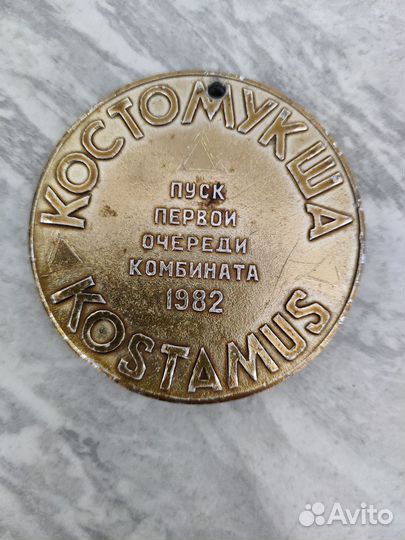 КОСТОМУКША
ПУСК
ПЕРВОЙ
ОЧЕРЕДИ
КОМБИНАТА
1982
KOSTAMUS
Avito